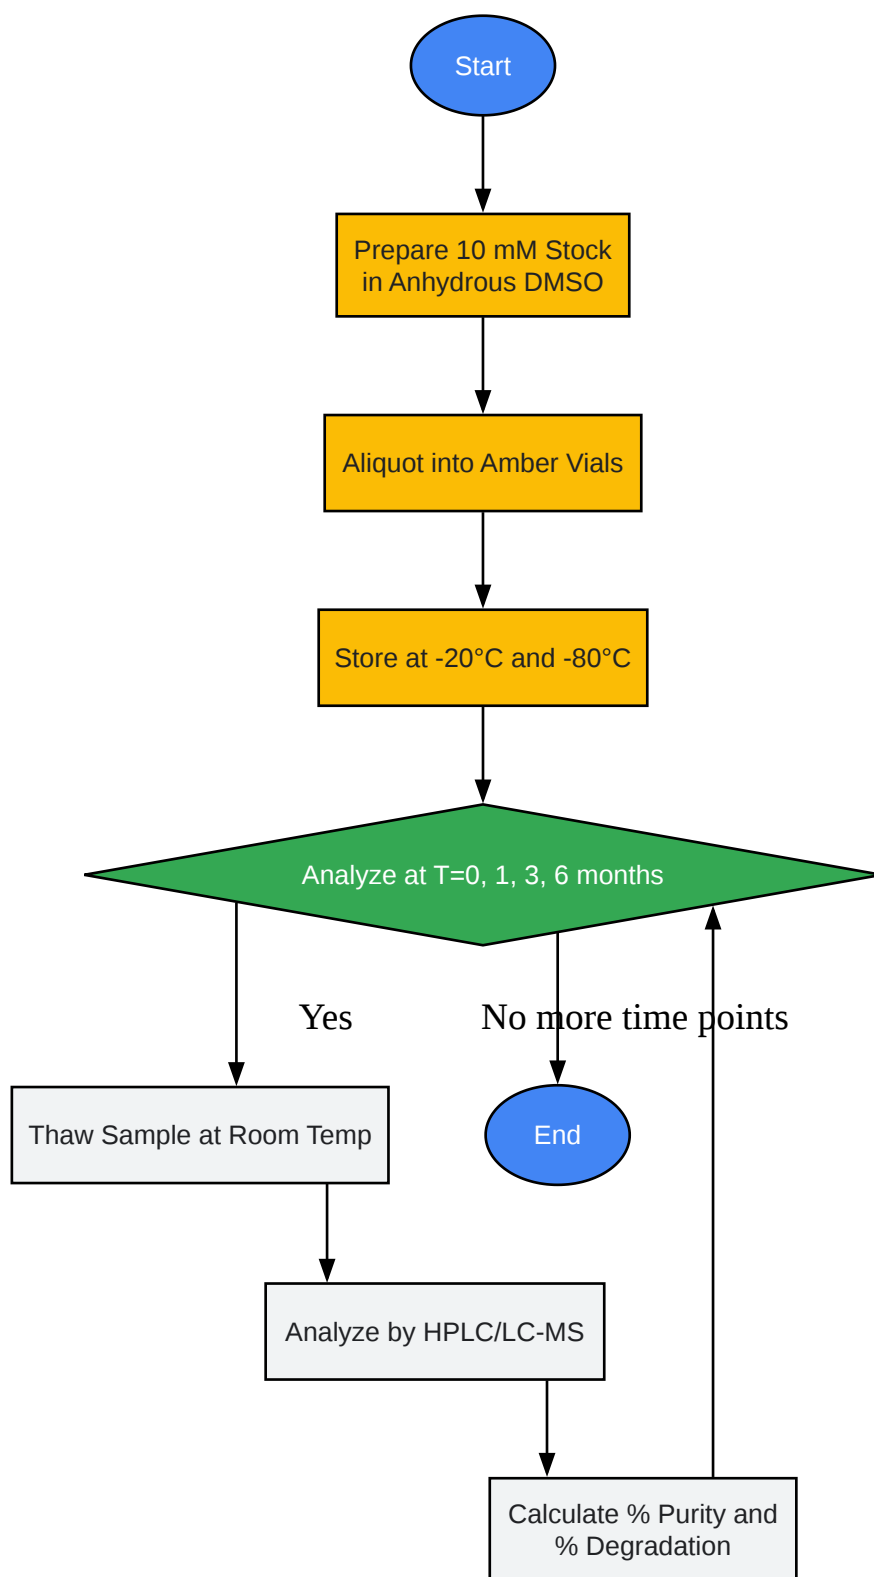 Start
Prepare 10 mM Stock
in Anhydrous DMSO
Aliquot into Amber Vials
Store at -20°C and -80°C
Analyze at T=0, 1, 3, 6 months
Yes
No more time points
Thaw Sample at Room Temp
End
Analyze by HPLC/LC-MS
Calculate % Purity and
% Degradation